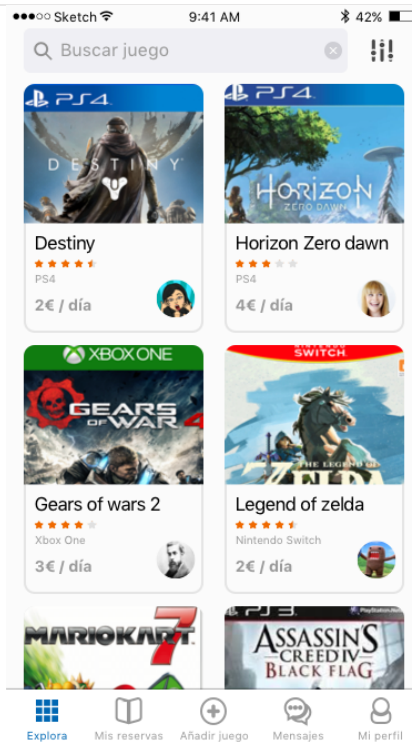 Sketch 9:41 AM 42%
Buscar juego
PS4
DESTINY
Destiny
PS4
2€ / día
PS4
HORIZON
ZERO DAWN
Horizon Zero dawn
PS4
4€ / día
XBOX ONE
GEARS
OF WAR 4
Gears of wars 2
Xbox One
3€ / día
NINTENDO
SWITCH
THE LEGEND OF
ZELDA
Legend of zelda
Nintendo Switch
2€ / día
MARIOKART 7
PS3 PlayStation
ASSASSIN'S
CREED IV
BLACK FLAG
Explora Mis reservas Añadir juego Mensajes Mi perfil